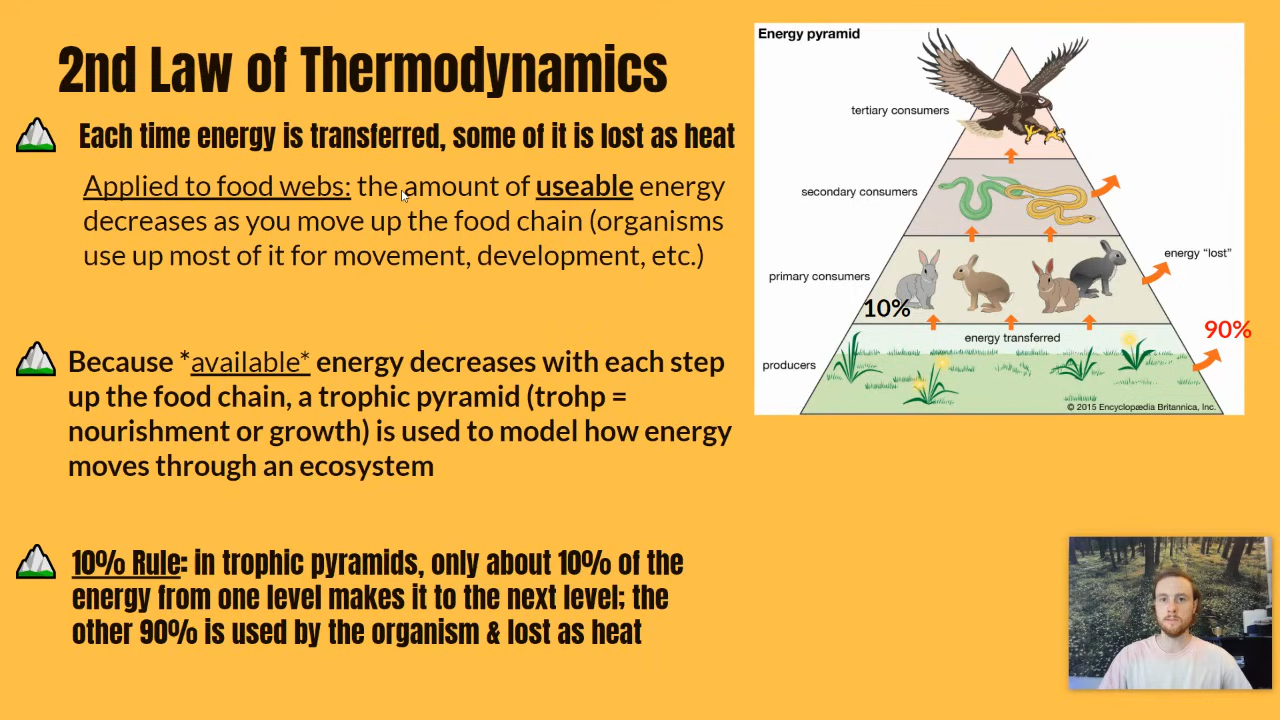 2nd Law of Thermodynamics
Each time energy is transferred, some of it is lost as heat
Applied to food webs: the amount of useable energy
decreases as you move up the food chain (organisms
use up most of it for movement, development, etc.)
Because *available* energy decreases with each step
up the food chain, a trophic pyramid (trohp =
nourishment or growth) is used to model how energy
moves through an ecosystem
10% Rule: in trophic pyramids, only about 10% of the
energy from one level makes it to the next level; the
other 90% is used by the organism & lost as heat
Energy pyramid
tertiary consumers
secondary consumers
energy "lost"
primary consumers
10%
90%
energy transferred
producers
© 2015 Encyclopædia Britannica, Inc.